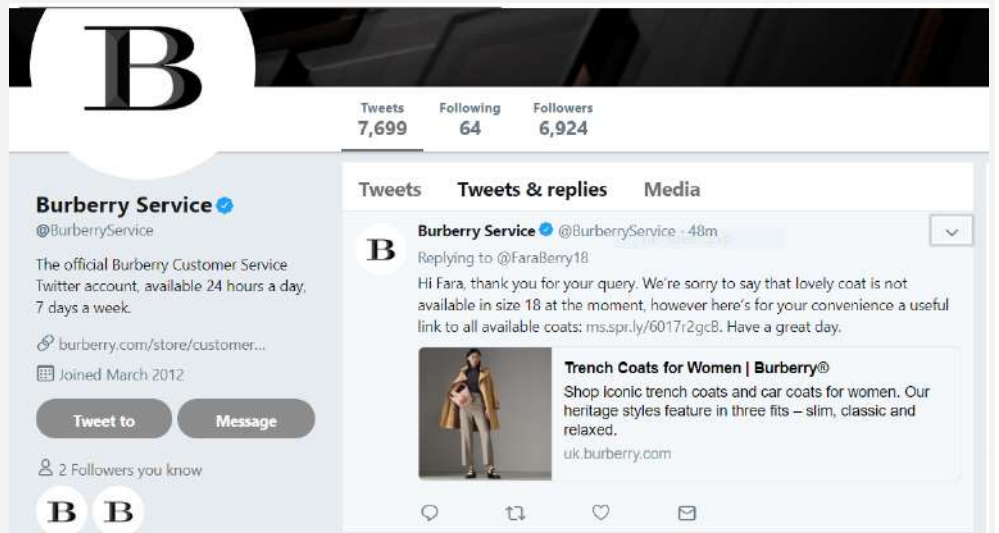 B
Tweets Following Followers
7,699 64 6,924
Tweets Tweets & replies Media
Burberry Service
@BurberryService
The official Burberry Customer Service
Twitter account, available 24 hours a day,
7 days a week.
burberry.com/store/customer...
Joined March 2012
Tweet to Message
2 Followers you know
B B
B
Burberry Service @BurberryService - 48m
Replying to @FaraBerry18
Hi Fara, thank you for your query. We're sorry to say that lovely coat is not
available in size 18 at the moment, however here's for your convenience a useful
link to all available coats: ms.spr.ly/6017r2gcB. Have a great day.
Trench Coats for Women | Burberry®
Shop iconic trench coats and car coats for women. Our
heritage styles feature in three fits – slim, classic and
relaxed.
uk.burberry.com